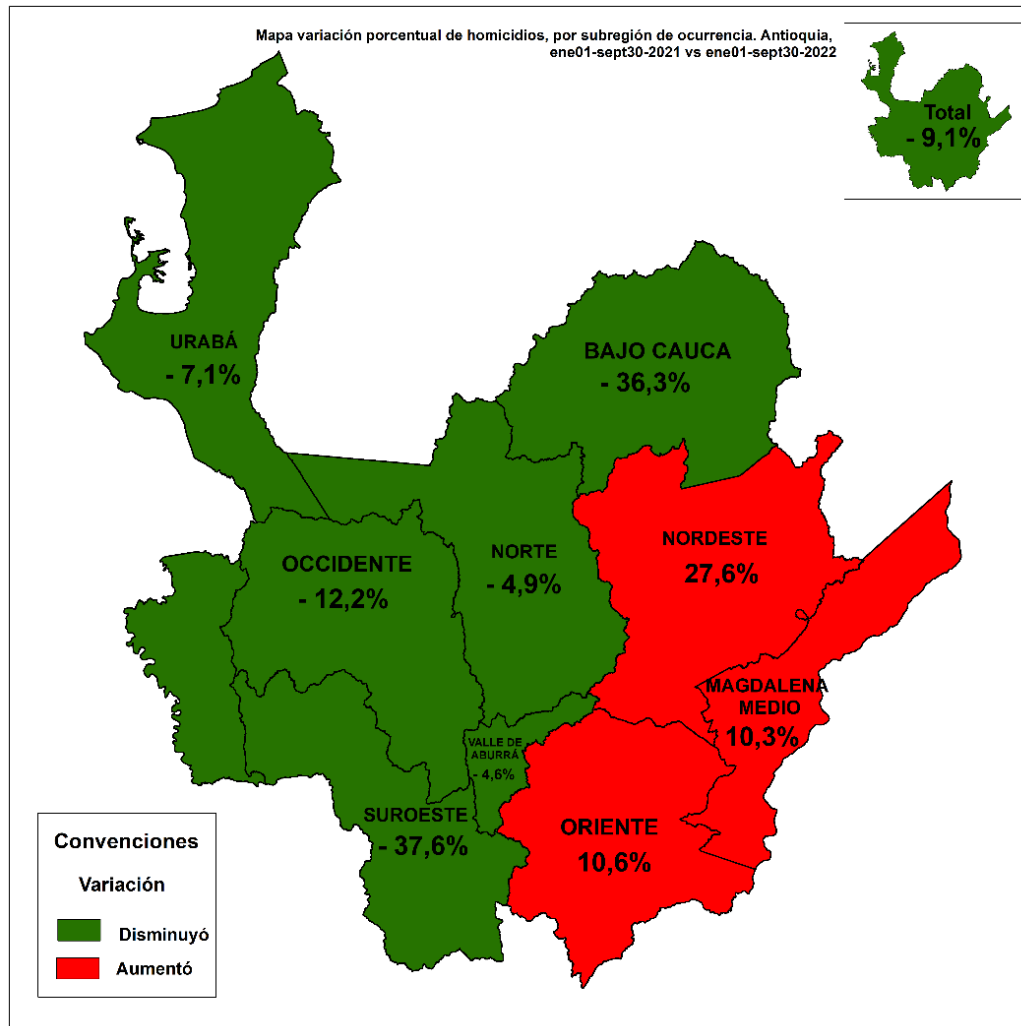 Mapa variación porcentual de homicidios, por subregión de ocurrencia. Antioquia,
ene01-sept30-2021 vs ene01-sept30-2022
Total
- 9,1%
URABÁ
- 7,1%
BAJO CAUCA
- 36,3%
NORDESTE
27,6%
NORTE
- 4,9%
OCCIDENTE
- 12,2%
MAGDALENA
MEDIO
10,3%
VALLE DE
ABURRÁ
- 4,6%
SUROESTE
- 37,6%
ORIENTE
10,6%
Convenciones
Variación
Disminuyó
Aumentó